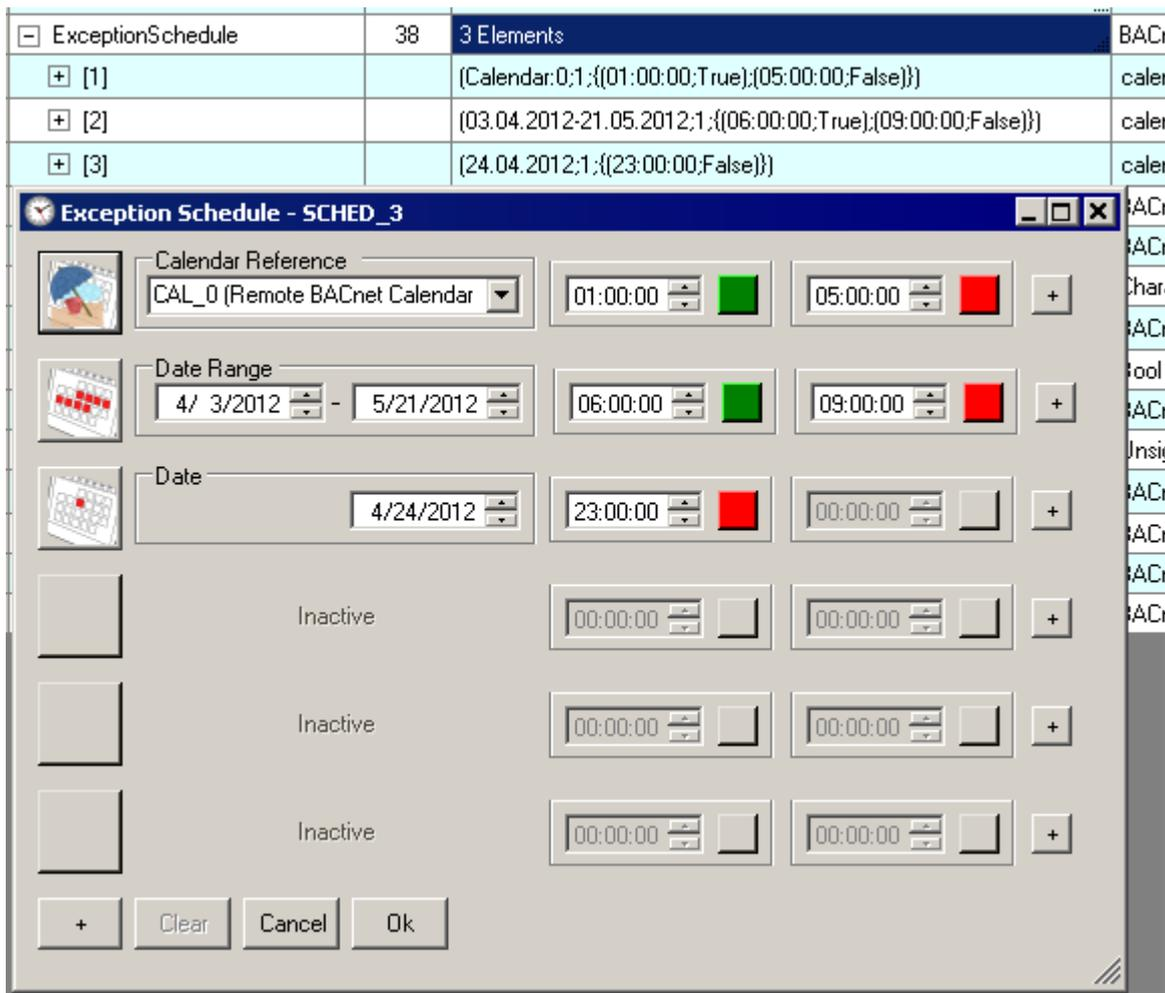 ExceptionSchedule 38 3 Elements
[1] (Calendar:0;1;{(01:00:00;True);(05:00:00;False)})
[2] (03.04.2012-21.05.2012;1;{(06:00:00;True);(09:00:00;False)})
[3] (24.04.2012;1;{(23:00:00;False)})
Exception Schedule - SCHED_3
Calendar Reference
CAL_0 (Remote BACnet Calendar 01:00:00 05:00:00 +
Date Range
4/ 3/2012 - 5/21/2012 06:00:00 09:00:00 +
Date
4/24/2012 23:00:00 00:00:00 +
Inactive 00:00:00 00:00:00 +
Inactive 00:00:00 00:00:00 +
Inactive 00:00:00 00:00:00 +
+ Clear Cancel Ok